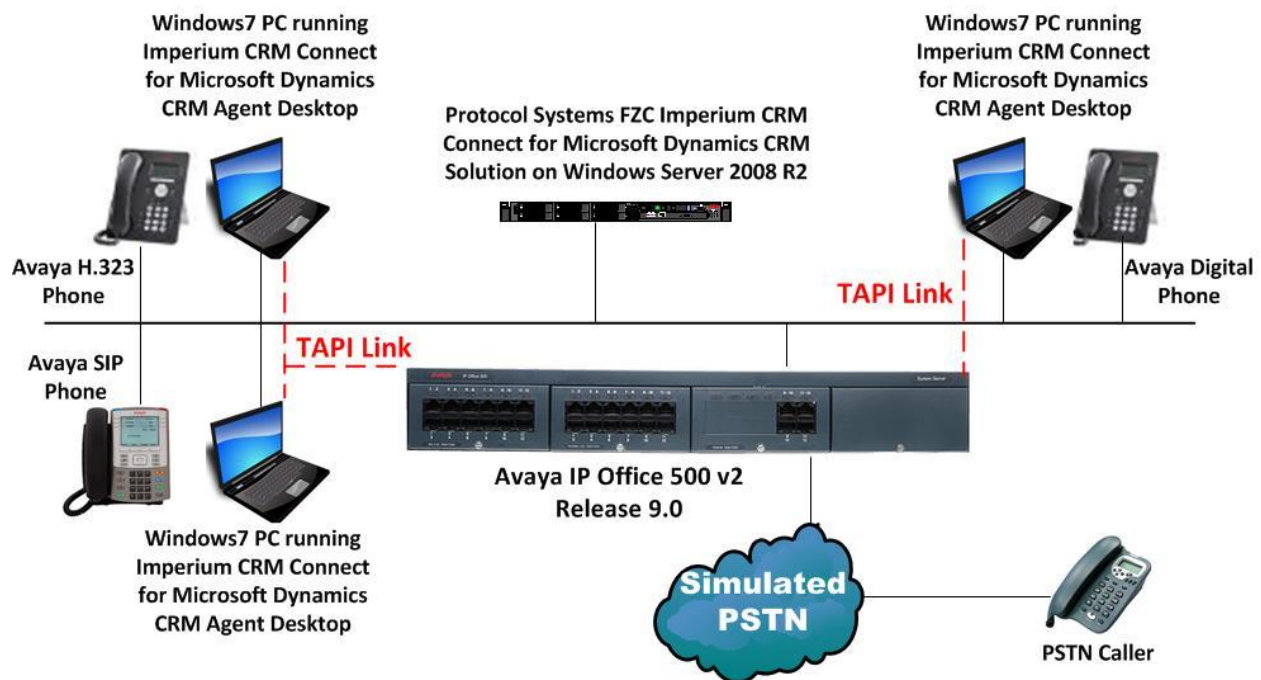 Windows7 PC running
Imperium CRM Connect
for Microsoft Dynamics
CRM Agent Desktop
Windows7 PC running
Imperium CRM Connect
for Microsoft Dynamics
CRM Agent Desktop
Protocol Systems FZC Imperium CRM
Connect for Microsoft Dynamics CRM
Solution on Windows Server 2008 R2
Avaya H.323
Phone
TAPI Link
Avaya Digital
Phone
TAPI Link
Avaya SIP
Phone
Avaya IP Office 500 v2
Release 9.0
Windows7 PC running
Imperium CRM Connect
for Microsoft Dynamics
CRM Agent Desktop
Simulated
PSTN
PSTN Caller